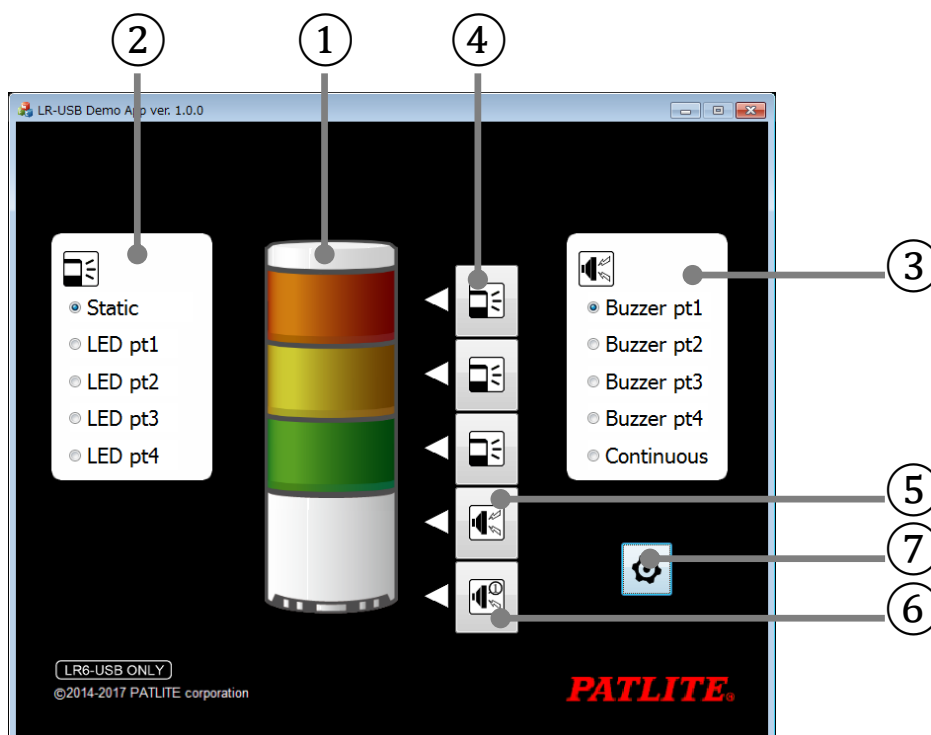 ② ① ④
LR-USB Demo App ver. 1.0.0
Static
LED pt1
LED pt2
LED pt3
LED pt4
Buzzer pt1
Buzzer pt2
Buzzer pt3
Buzzer pt4
Continuous
③
⑤
⑦
⑥
LR6-USB ONLY
©2014-2017 PATLITE corporation
PATLITE®